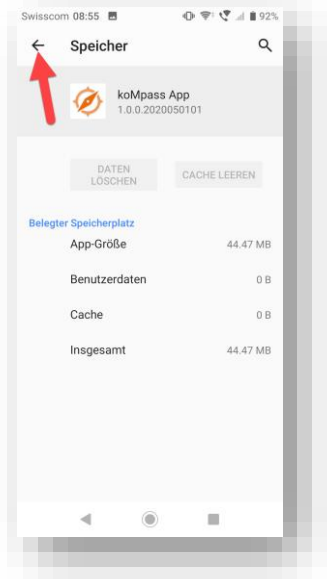 Swisscom 08:55 92%
Speicher
koMpass App
1.0.0.2020050101
DATEN
LÖSCHEN
CACHE LEEREN
Belegter Speicherplatz
App-Größe 44.47 MB
Benutzerdaten 0 B
Cache 0 B
Insgesamt 44.47 MB